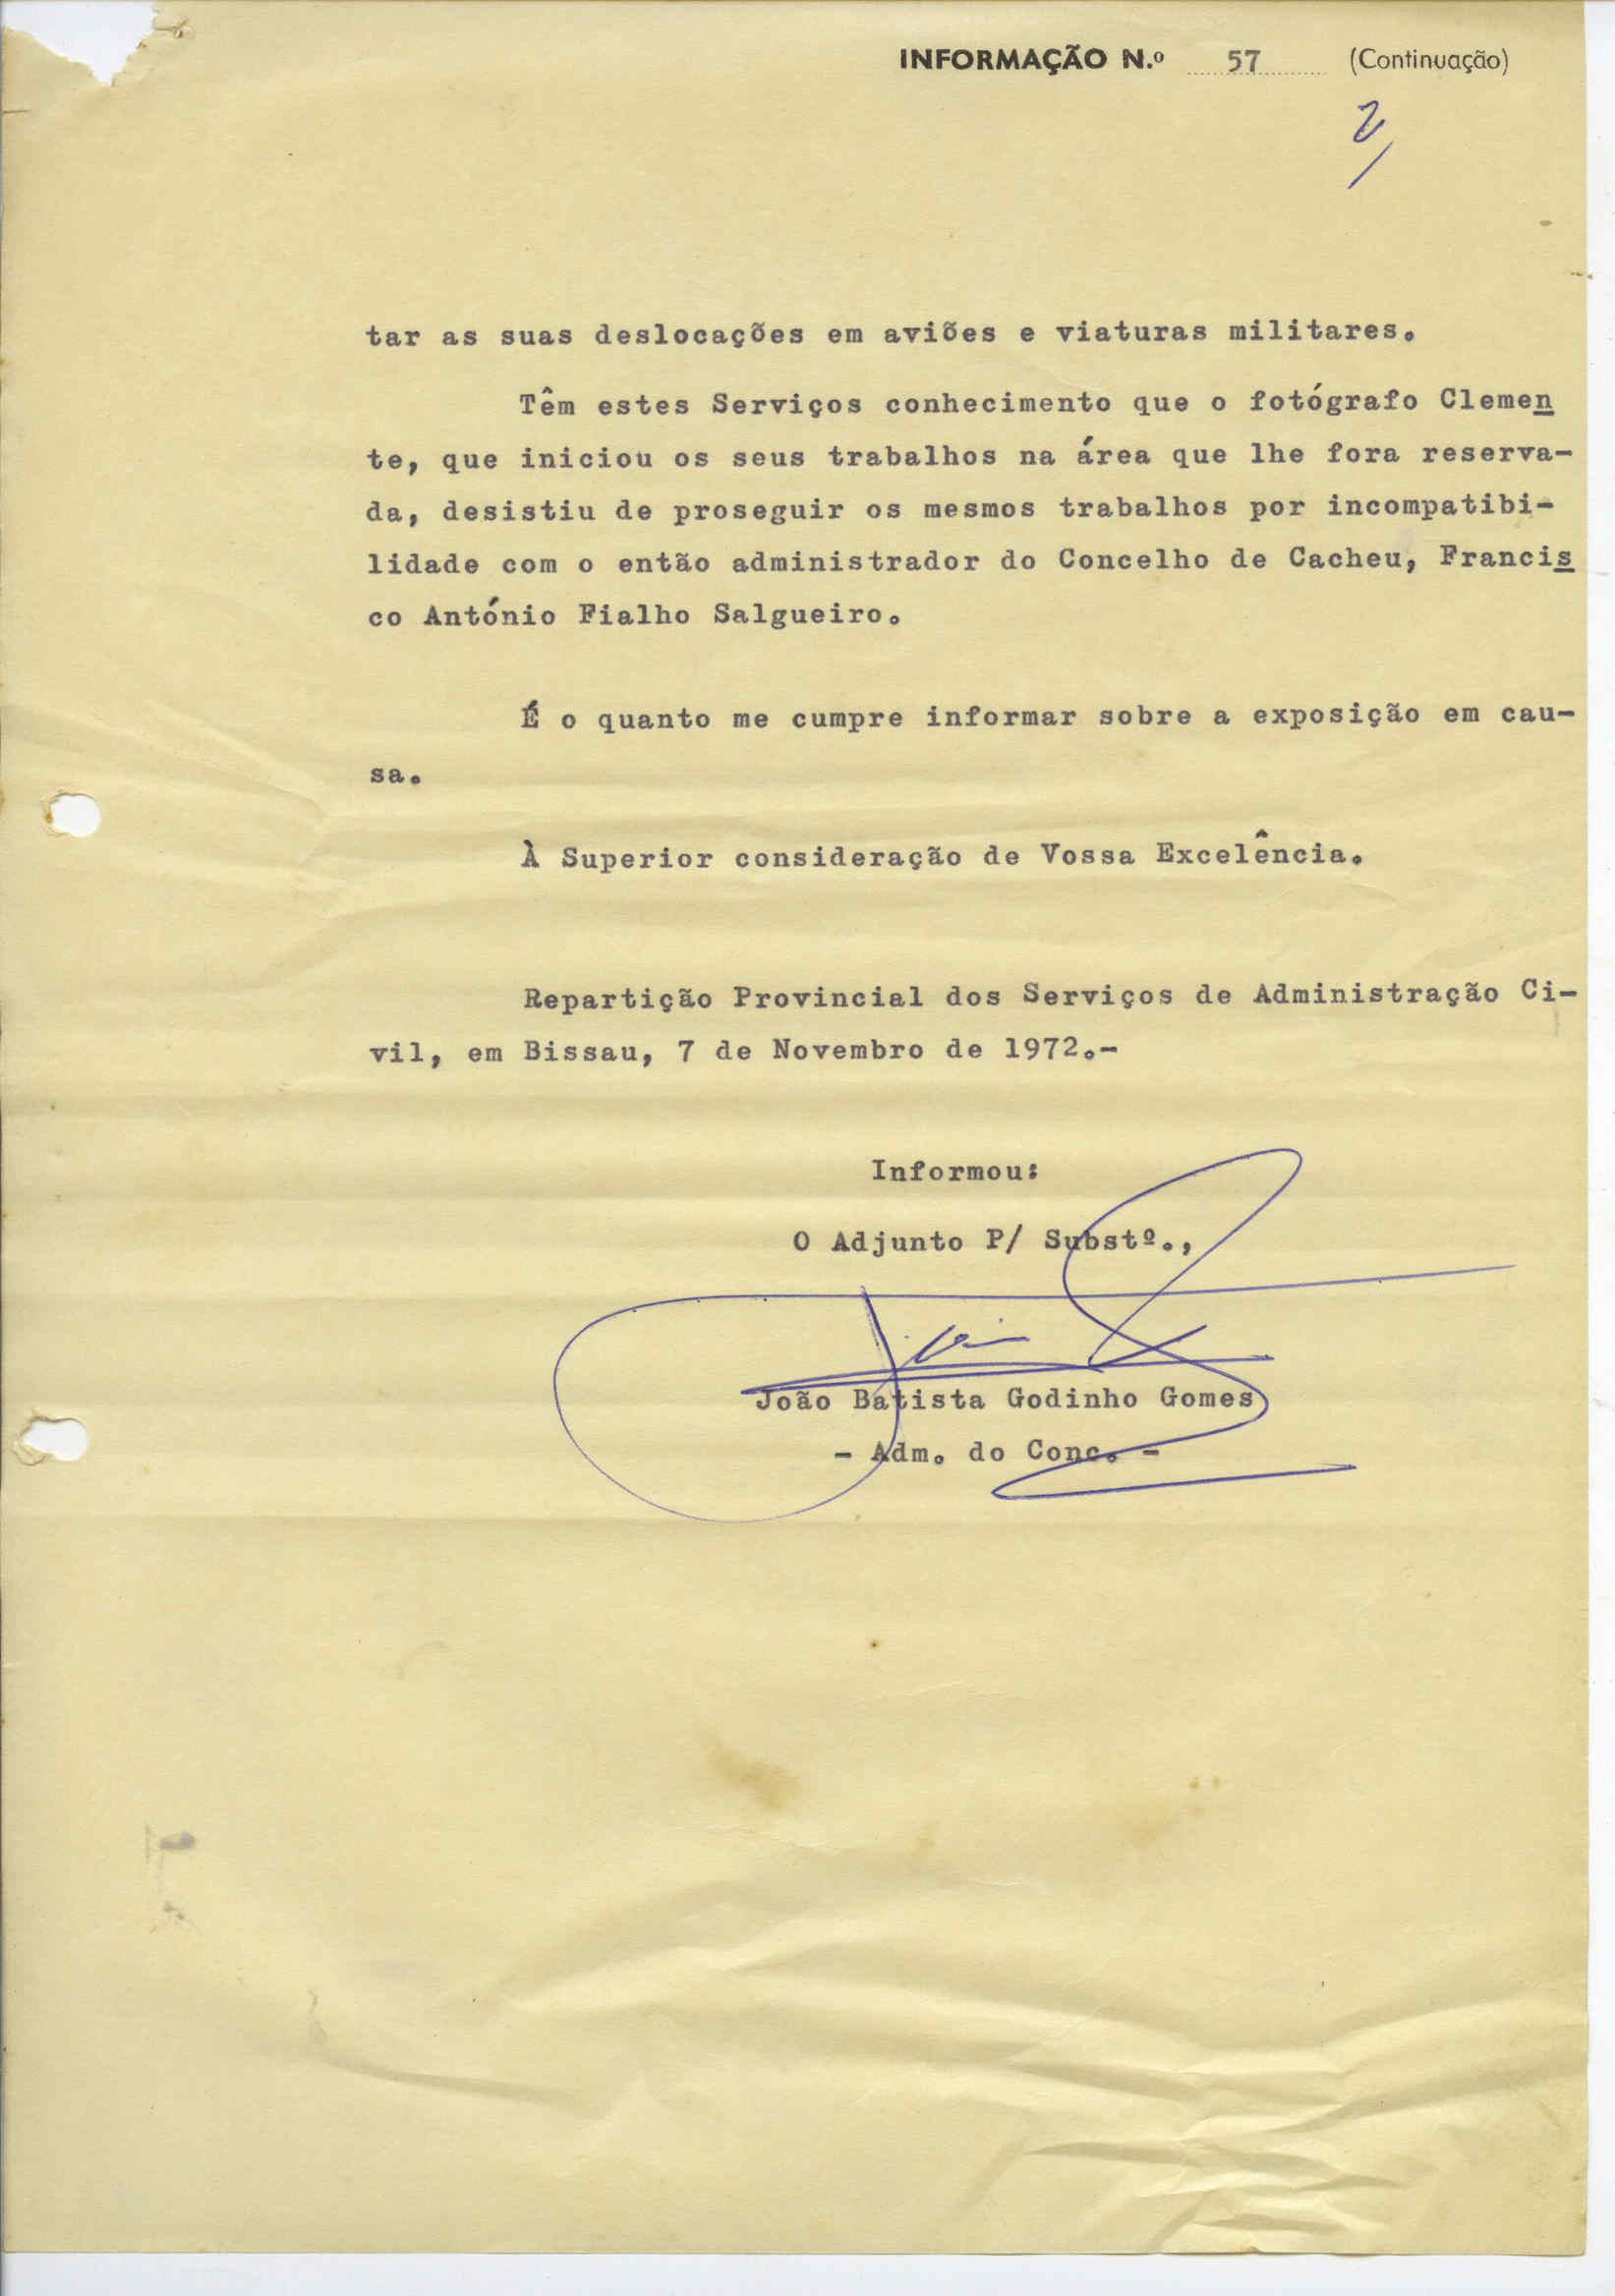 INFORMAÇÃO N.º 57 (Continuação)
2
tar as suas deslocações em aviões e viaturas militares.
Têm estes Serviços conhecimento que o fotógrafo Clemen
te, que iniciou os seus trabalhos na área que lhe fora reserva-
da, desistiu de proseguir os mesmos trabalhos por incompatibi-
lidade com o então administrador do Concelho de Cacheu, Francis
co António Fialho Salgueiro.
É o quanto me cumpre informar sobre a exposição em cau-
sa.
À Superior consideração de Vossa Excelência.
Repartição Provincial dos Serviços de Administração Ci-
vil, em Bissau, 7 de Novembro de 1972.-
Informou:
O Adjunto P/ Substº.,
João Batista Godinho Gomes
- Adm. do Conc. -